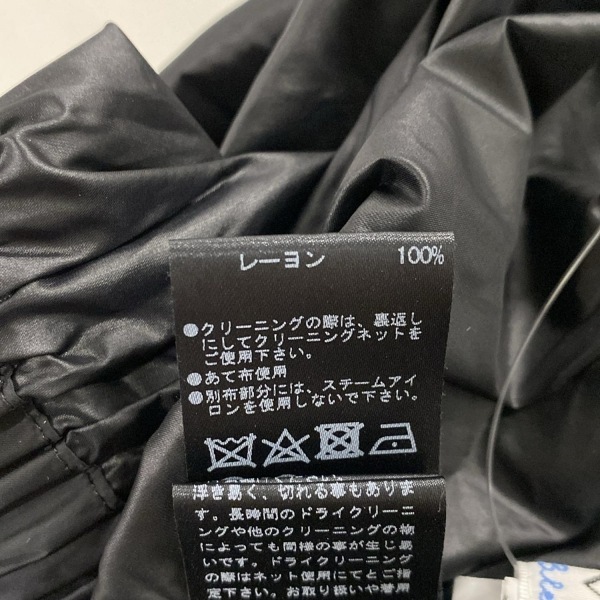 レーヨン 100%
●クリーニングの際は、裏返し
にしてクリーニングネットを
ご使用下さい。
●あて布使用
●別布部分には、スチームアイ
ロンを使用しないで下さい。
浮き易く、切れる事もありま
す。長時間のドライクリーニ
ングや他のクリーニングの物
によっても同様の事が生じ易
いです。ドライクリーニング
の際はネット使用にてとご指
定下さい。お取り扱いや着用